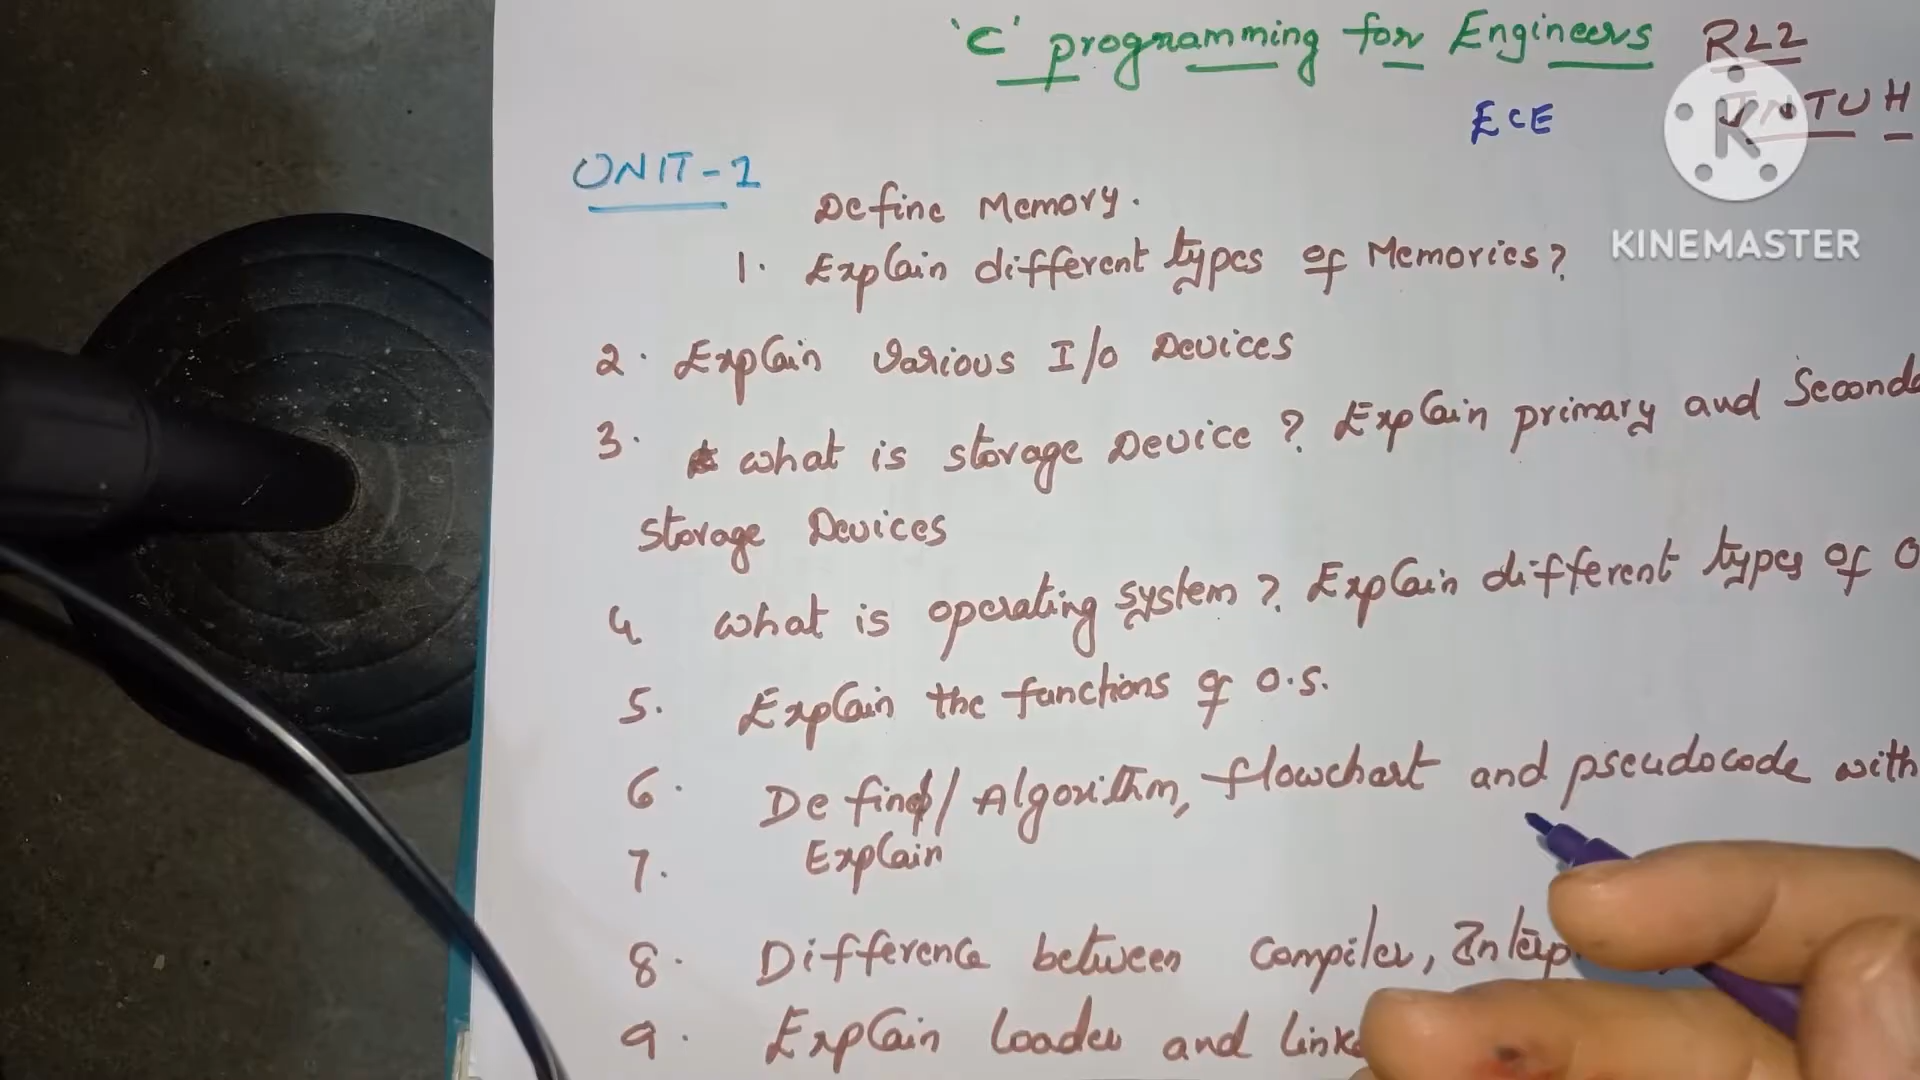 'C' programming for Engineers R22
ECE JNTUH
UNIT-1
KINEMASTER
Define Memory.
1. Explain different types of Memories?
2. Explain various I/o Devices
3. What is storage Device? Explain primary and Seconda
storage Devices
4 What is operating system? Explain different types of O
5. Explain the functions of O.S.
6. Define/ Algorithm, flowchart and pseudocode with
7. Explain
8. Difference between Compiler, Interp
9. Explain Loader and Link